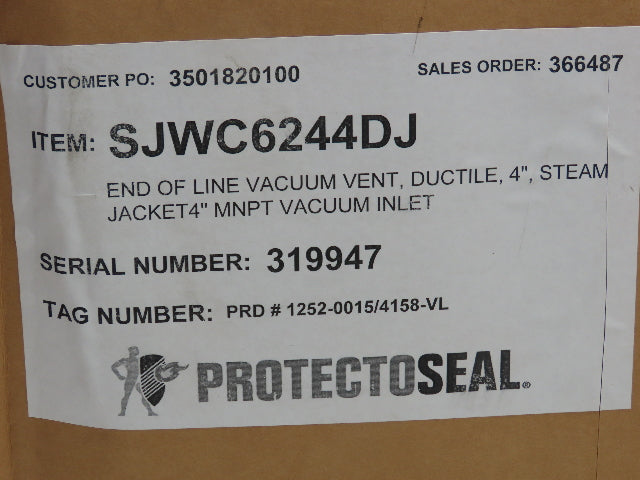 CUSTOMER PO: 3501820100 SALES ORDER: 366487
ITEM: SJWC6244DJ
END OF LINE VACUUM VENT, DUCTILE, 4", STEAM
JACKET4" MNPT VACUUM INLET
SERIAL NUMBER: 319947
TAG NUMBER: PRD # 1252-0015/4158-VL
PROTECTOSEAL®